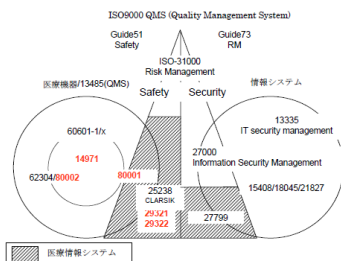 ISO9000 QMS (Quality Management System)
Guide51
Safety
Guide73
RM
ISO-31000
Risk Management
医療機器/13485(QMS)
情報システム
Safety
Security
60601-1/x
14971
62304/80002
80001
13335
IT security management
27000
Information Security Management
15408/18045/21827
25238
CLARSIK
29321
29322
27799
医療情報システム